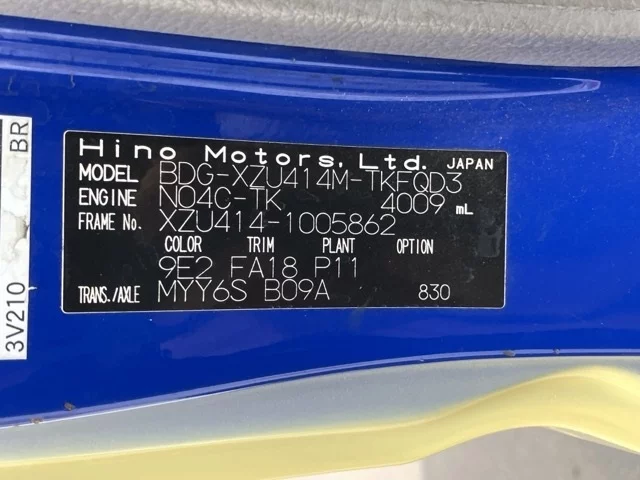 Hino Motors, Ltd. JAPAN
MODEL BDG-XZU414M-TKFQD3
ENGINE N04C-TK 4009 mL
FRAME No. XZU414-1005862
COLOR TRIM PLANT OPTION
9E2 FA18 P11
TRANS./AXLE MYY6S B09A 830
3V210 BR